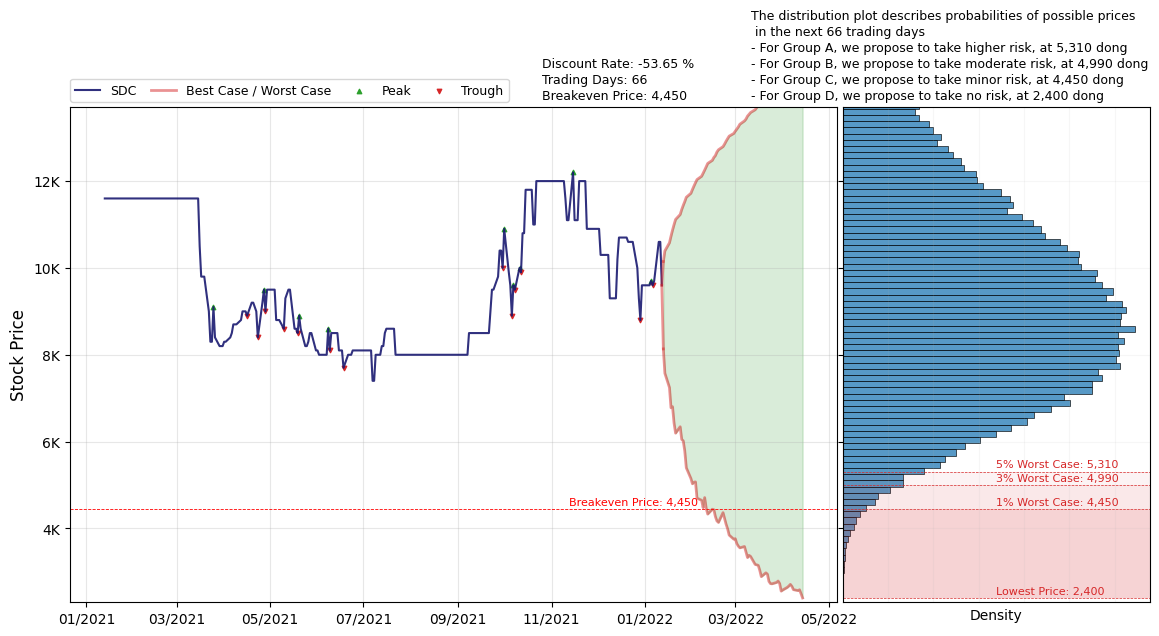 The distribution plot describes probabilities of possible prices
in the next 66 trading days
- For Group A, we propose to take higher risk, at 5,310 dong
- For Group B, we propose to take moderate risk, at 4,990 dong
- For Group C, we propose to take minor risk, at 4,450 dong
- For Group D, we propose to take no risk, at 2,400 dong
Discount Rate: -53.65 %
Trading Days: 66
Breakeven Price: 4,450
SDC Best Case / Worst Case Peak Trough
Stock Price
12K
10K
8K
6K
4K
Breakeven Price: 4,450
5% Worst Case: 5,310
3% Worst Case: 4,990
1% Worst Case: 4,450
Lowest Price: 2,400
01/2021 03/2021 05/2021 07/2021 09/2021 11/2021 01/2022 03/2022 05/2022
Density